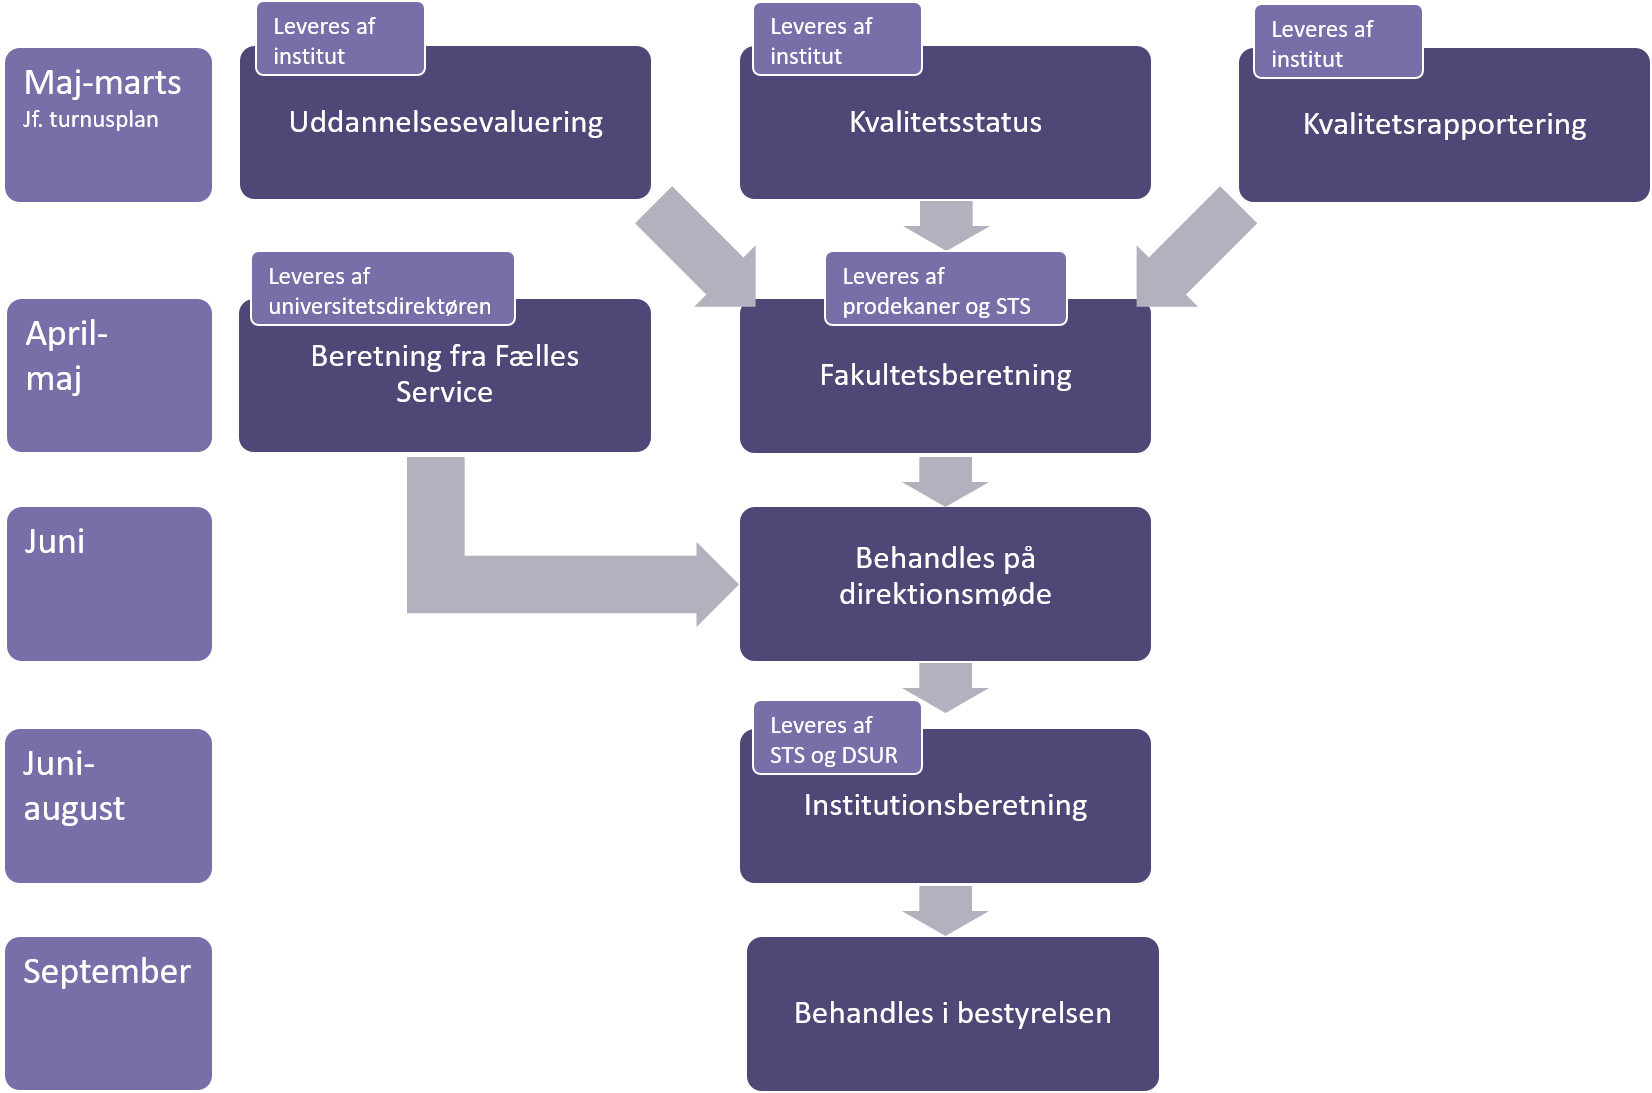 Maj-marts
Jf. turnusplan
Leveres af
institut
Uddannelsesevaluering
Leveres af
institut
Kvalitetsstatus
Leveres af
institut
Kvalitetsrapportering
April-
maj
Leveres af
universitetsdirektøren
Beretning fra Fælles
Service
Leveres af
prodekaner og STS
Fakultetsberetning
Juni
Behandles på
direktionsmøde
Juni-
august
Leveres af
STS og DSUR
Institutionsberetning
September
Behandles i bestyrelsen